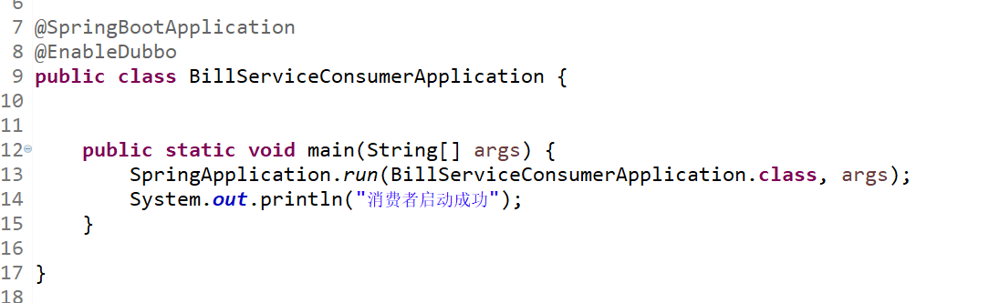 6
7 @SpringBootApplication
8 @EnableDubbo
9 public class BillServiceConsumerApplication {
10
11
12     public static void main(String[] args) {
13         SpringApplication.run(BillServiceConsumerApplication.class, args);
14         System.out.println("消费者启动成功");
15     }
16
17 }
18